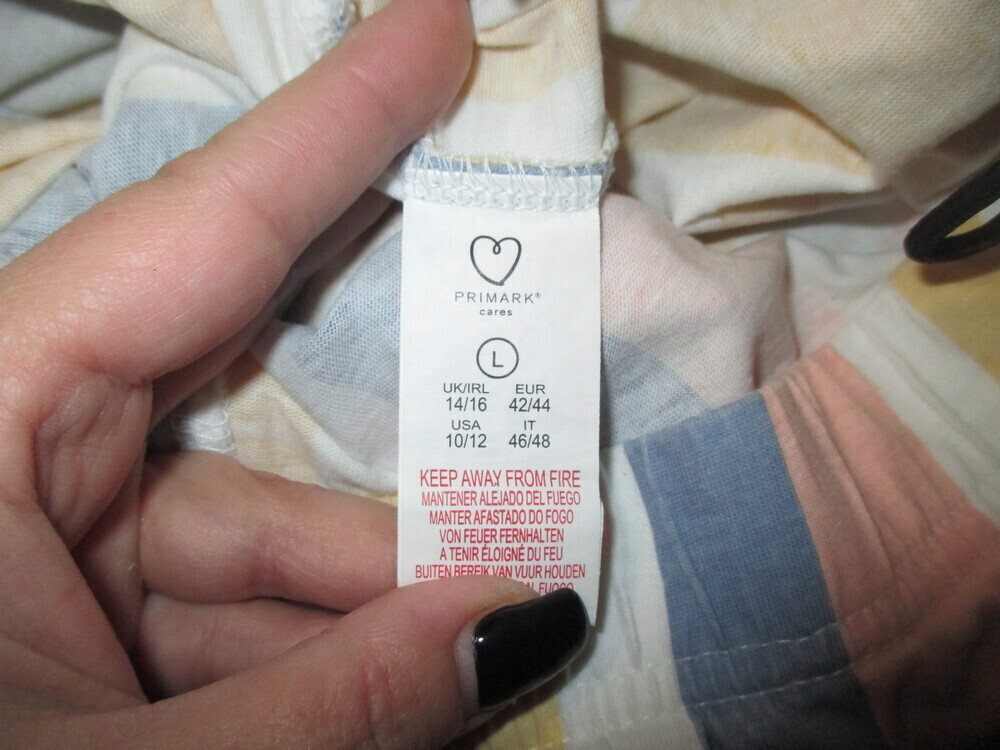 PRIMARK®
cares
L
UK/IRL EUR
14/16 42/44
USA IT
10/12 46/48
KEEP AWAY FROM FIRE
MANTENER ALEJADO DEL FUEGO
MANTER AFASTADO DO FOGO
VON FEUER FERNHALTEN
A TENIR ÉLOIGNÉ DU FEU
BUITEN BEREIK VAN VUUR HOUDEN
FUOCO